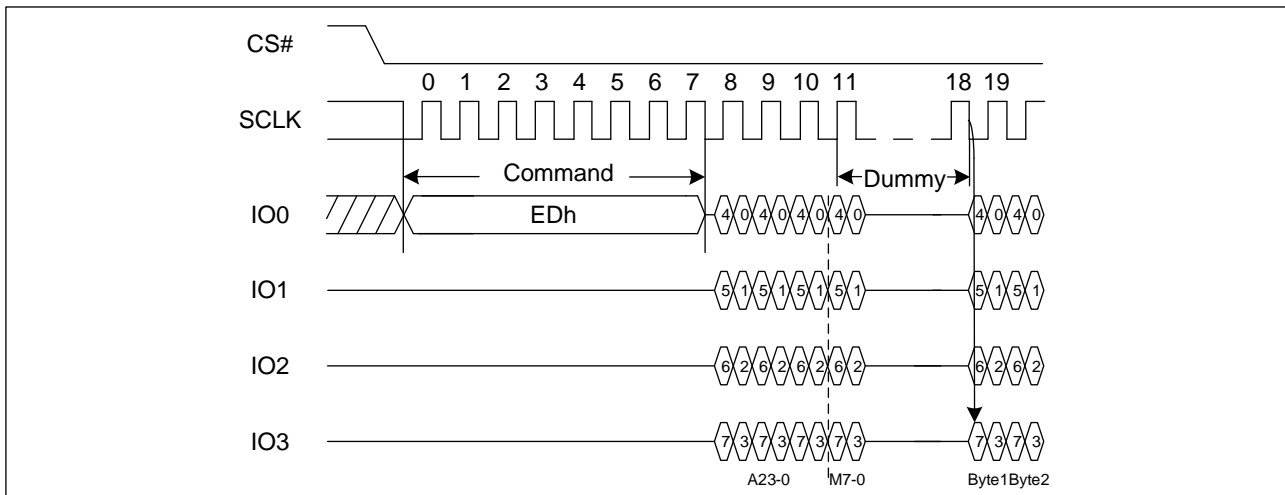 CS#
0 1 2 3 4 5 6 7 8 9 10 11 18 19
SCLK
Command
Dummy
IO0 EDh 4 0 4 0 4 0 4 0 4 0 4 0
IO1 5 1 5 1 5 1 5 1 5 1 5 1
IO2 6 2 6 2 6 2 6 2 6 2 6 2
IO3 7 3 7 3 7 3 7 3 7 3 7 3
A23-0 M7-0 Byte1 Byte2